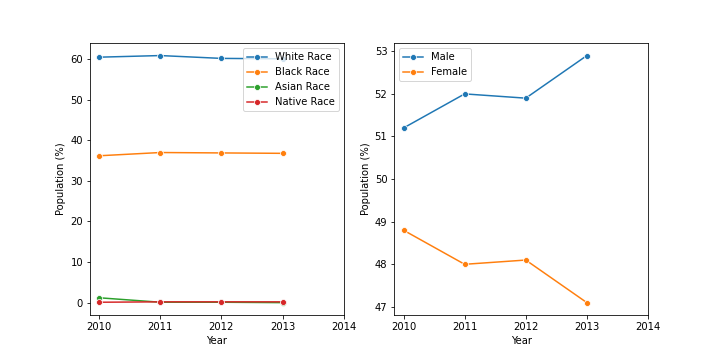 60
50
40
30
20
10
0
Population (%)
White Race
Black Race
Asian Race
Native Race
2010 2011 2012 2013 2014
Year
53
52
51
50
49
48
47
Population (%)
Male
Female
2010 2011 2012 2013 2014
Year